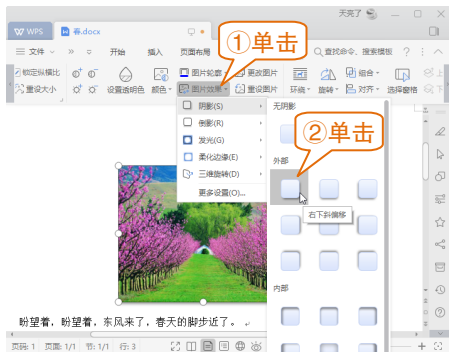 天亮了
WPS 春.docx
三 文件 开始 插入 页面布局 查找命令、搜索模板
①单击
锁定纵横比 设置透明色 颜色 图片轮廓 更改图片 环绕 旋转 组合 选择窗格 上
重设大小 图片效果 重设图片 对齐 下
阴影(S) 无阴影
倒影(R)
②单击
发光(G)
柔化边缘(E) 外部
三维旋转(D)
更多设置(O)...
右下斜偏移
内部
盼望着，盼望着，东风来了，春天的脚步近了。
页码: 1 页面: 1/1 节: 1/1 行: 3